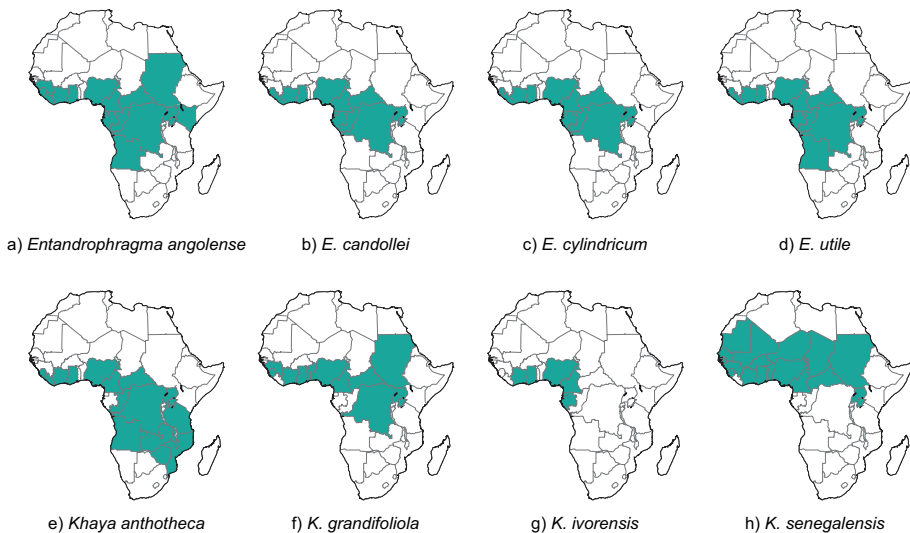 a) Entandrophragma angolense
b) E. candollei
c) E. cylindricum
d) E. utile
e) Khaya anthotheca
f) K. grandifoliola
g) K. ivorensis
h) K. senegalensis